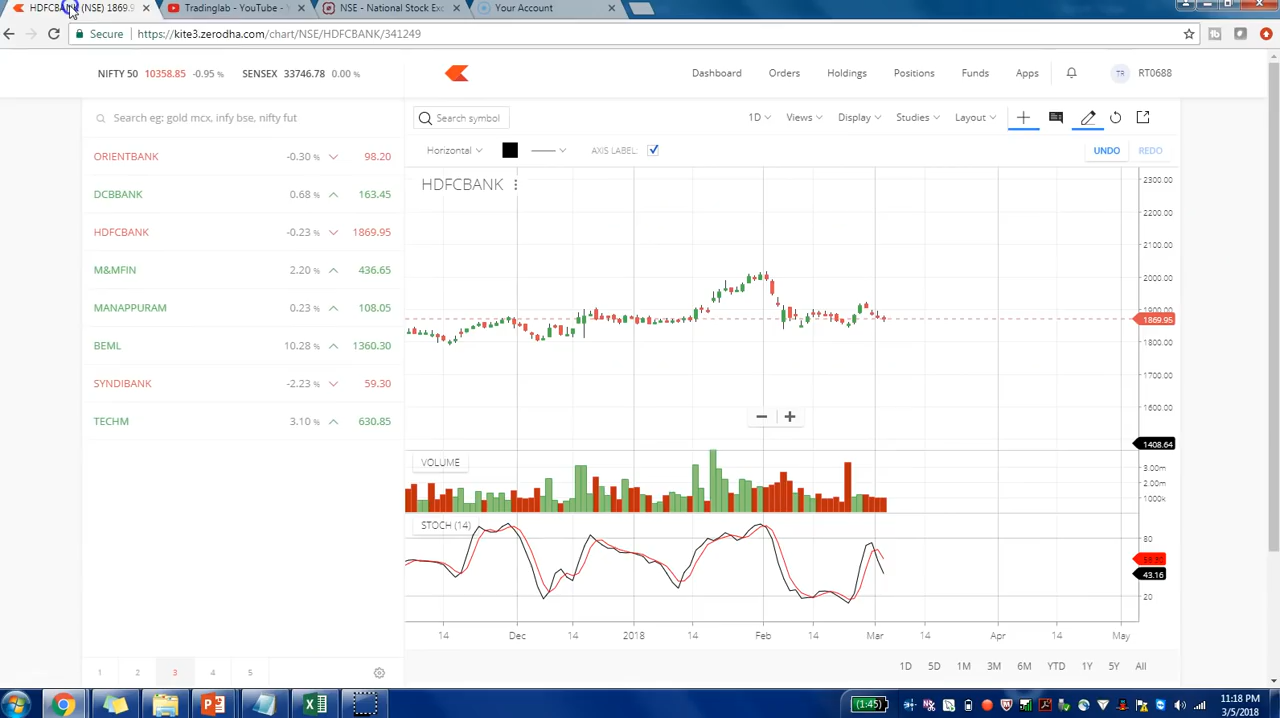 HDFCBANK (NSE) 1869.9
Tradinglab - YouTube -
NSE - National Stock Exc
Your Account
Secure
https://kite3.zerodha.com/chart/NSE/HDFCBANK/341249
NIFTY 50 10358.85 -0.95 %
SENSEX 33746.78 0.00 %
Dashboard
Orders
Holdings
Positions
Funds
Apps
TR
RT0688
Search eg: gold mcx, infy bse, nifty fut
ORIENTBANK -0.30 % 98.20
DCBBANK 0.68 % 163.45
HDFCBANK -0.23 % 1869.95
M&MFIN 2.20 % 436.65
MANAPPURAM 0.23 % 108.05
BEML 10.28 % 1360.30
SYNDIBANK -2.23 % 59.30
TECHM 3.10 % 630.85
1 2 3 4 5
Search symbol
1D
Views
Display
Studies
Layout
Horizontal
AXIS LABEL:
UNDO
REDO
HDFCBANK
2300.00
2200.00
2100.00
2000.00
1900.00
1869.95
1800.00
1700.00
1600.00
1408.64
VOLUME
3.00m
2.00m
1000k
STOCH (14)
80
43.16
20
14 Dec 14 2018 14 Feb 14 Mar 14 Apr 14 May
1D 5D 1M 3M 6M YTD 1Y 5Y All
(1:45)
11:18 PM
3/5/2018